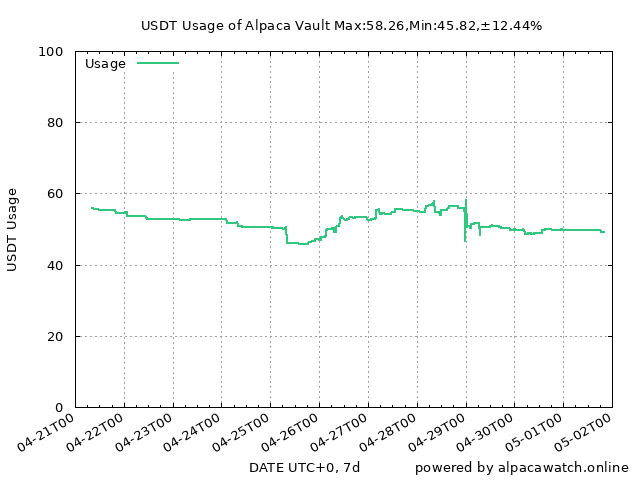 USDT Usage of Alpaca Vault Max:58.26,Min:45.82,±12.44%
Usage
100
80
60
40
20
0
USDT Usage
04-21T00
04-22T00
04-23T00
04-24T00
04-25T00
04-26T00
04-27T00
04-28T00
04-29T00
04-30T00
05-01T00
05-02T00
DATE UTC+0, 7d
powered by alpacawatch.online